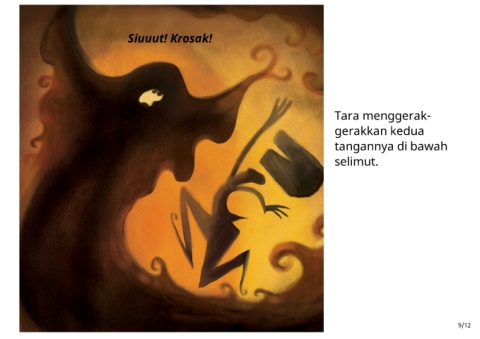 Siuuut! Krosak!
Tara menggerak-
gerakkan kedua
tangannya di bawah
selimut.
9/12